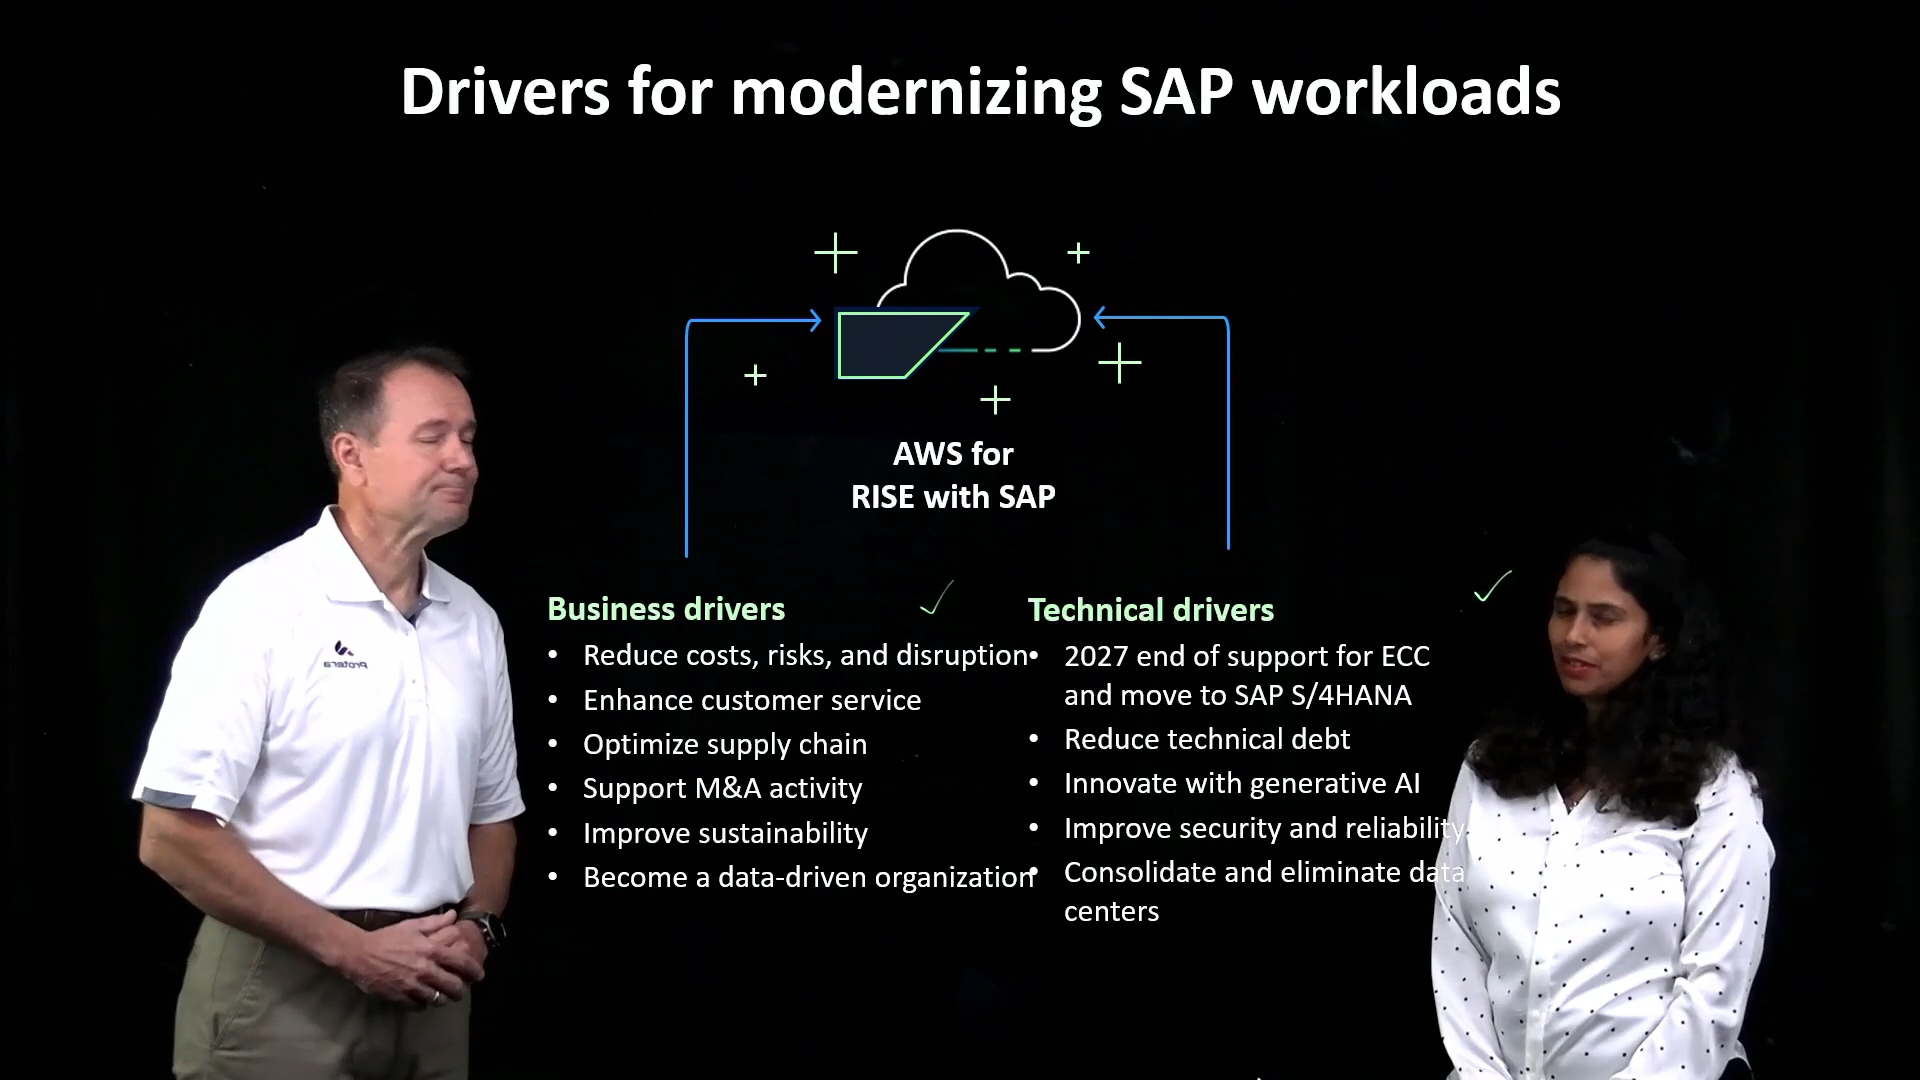 Drivers for modernizing SAP workloads
AWS for
RISE with SAP
Business drivers
• Reduce costs, risks, and disruption
• Enhance customer service
• Optimize supply chain
• Support M&A activity
• Improve sustainability
• Become a data-driven organization
Technical drivers
• 2027 end of support for ECC
and move to SAP S/4HANA
• Reduce technical debt
• Innovate with generative AI
• Improve security and reliability
• Consolidate and eliminate data
centers
Protera